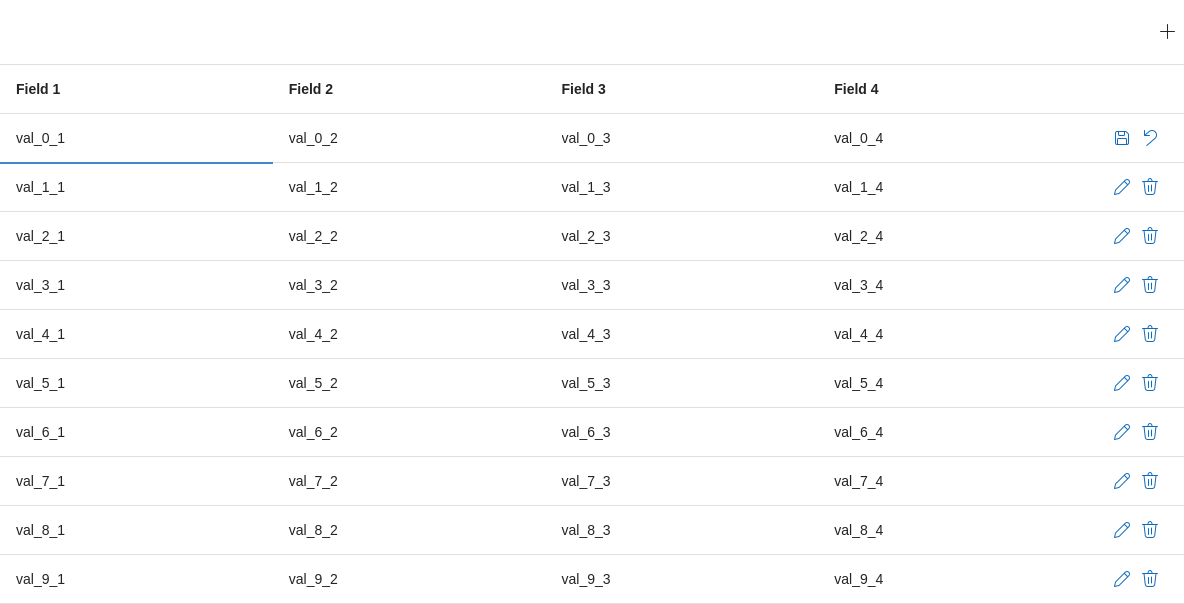 Field 1 Field 2 Field 3 Field 4
val_0_1 val_0_2 val_0_3 val_0_4
val_1_1 val_1_2 val_1_3 val_1_4
val_2_1 val_2_2 val_2_3 val_2_4
val_3_1 val_3_2 val_3_3 val_3_4
val_4_1 val_4_2 val_4_3 val_4_4
val_5_1 val_5_2 val_5_3 val_5_4
val_6_1 val_6_2 val_6_3 val_6_4
val_7_1 val_7_2 val_7_3 val_7_4
val_8_1 val_8_2 val_8_3 val_8_4
val_9_1 val_9_2 val_9_3 val_9_4